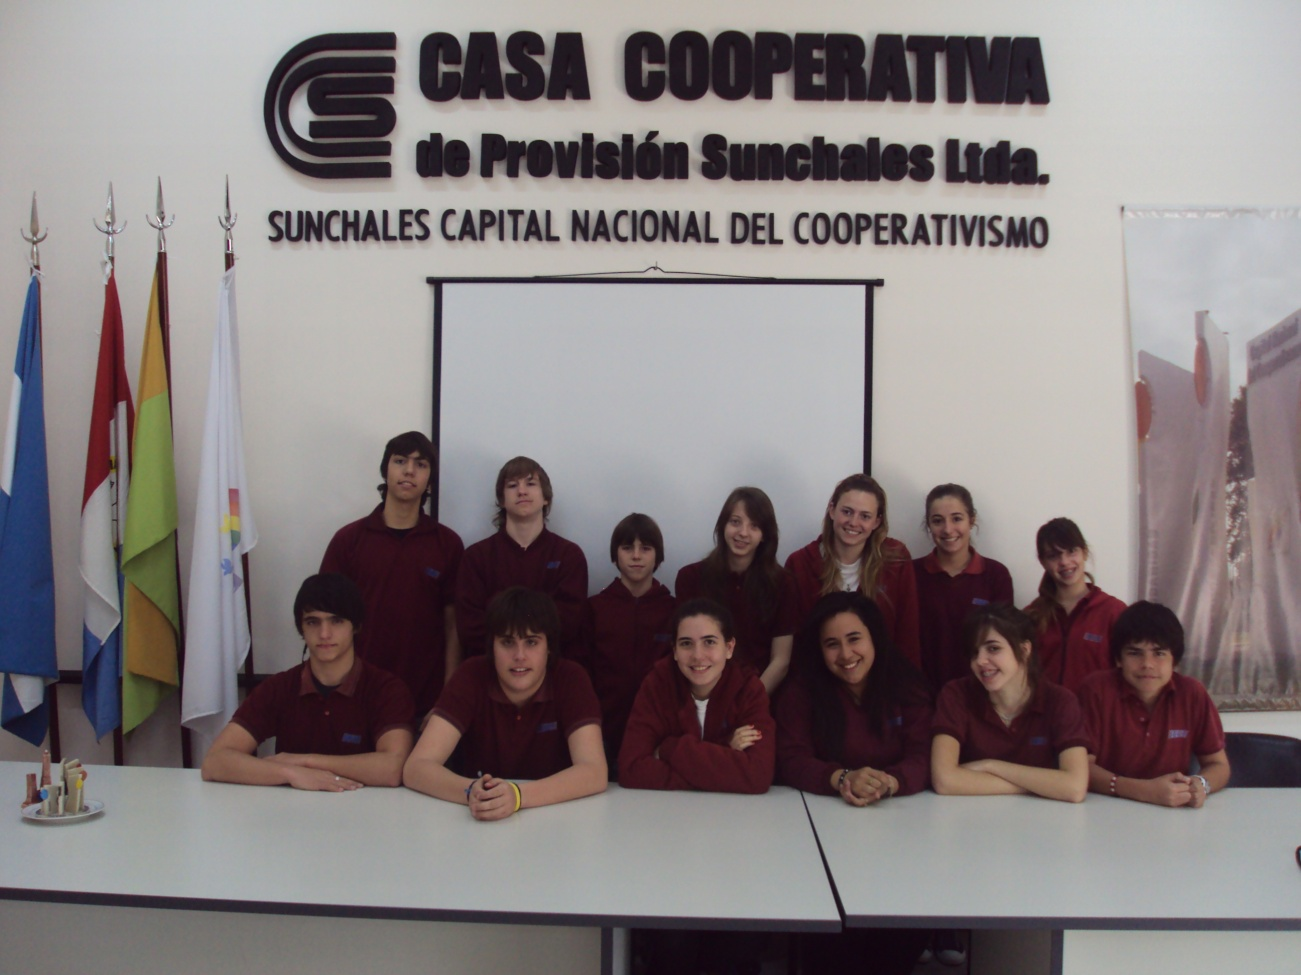 CASA COOPERATIVA
de Provisión Sunchales Ltda.
SUNCHALES CAPITAL NACIONAL DEL COOPERATIVISMO